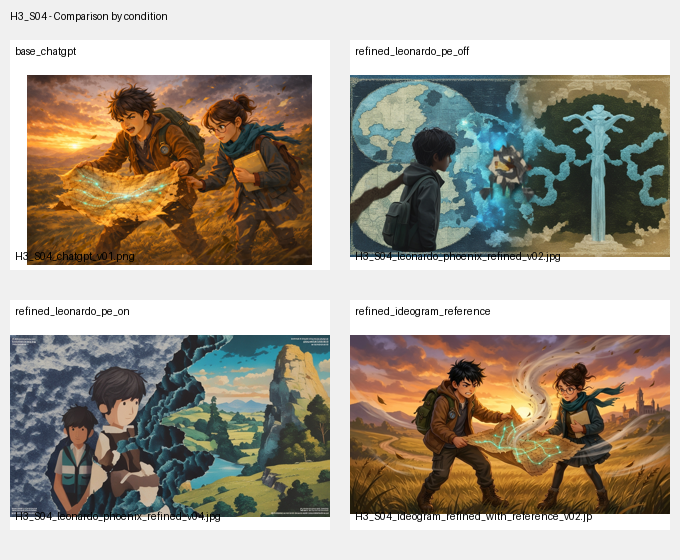 H3_S04 - Comparison by condition
base_chatgpt
refined_leonardo_pe_off
H3_S04_chatgpt_v01.png
H3_S04_leonardo_phoenix_refined_v02.jpg
refined_leonardo_pe_on
refined_ideogram_reference
H3_S04_leonardo_phoenix_refined_v04.jpg
H3_S04_ideogram_refined_with_reference_v02.jp